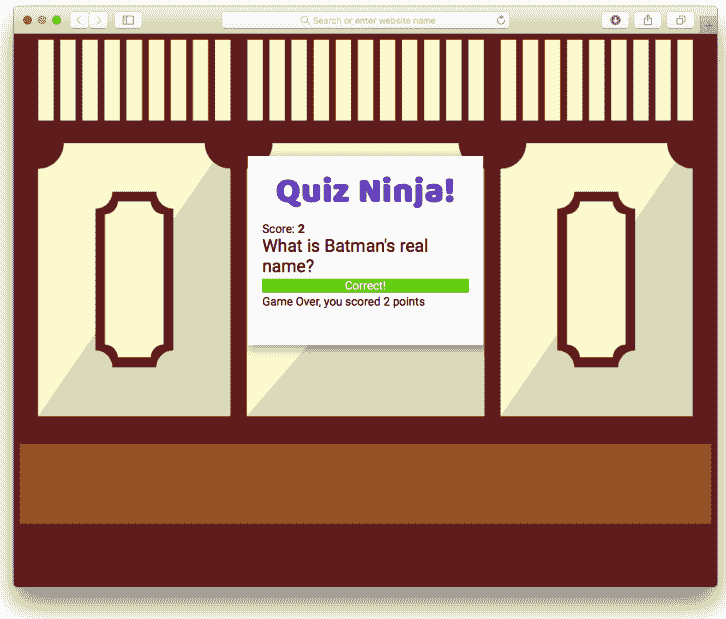 Search or enter website name
Quiz Ninja!
Score: 2
What is Batman's real
name?
Correct!
Game Over, you scored 2 points